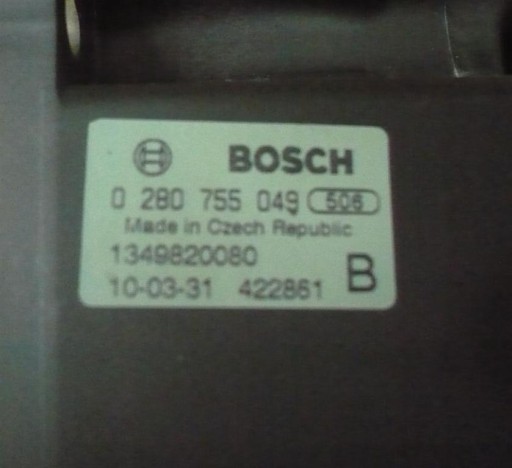 BOSCH
0 280 755 049 506
Made in Czech Republic
1349820080
10-03-31 422861 B